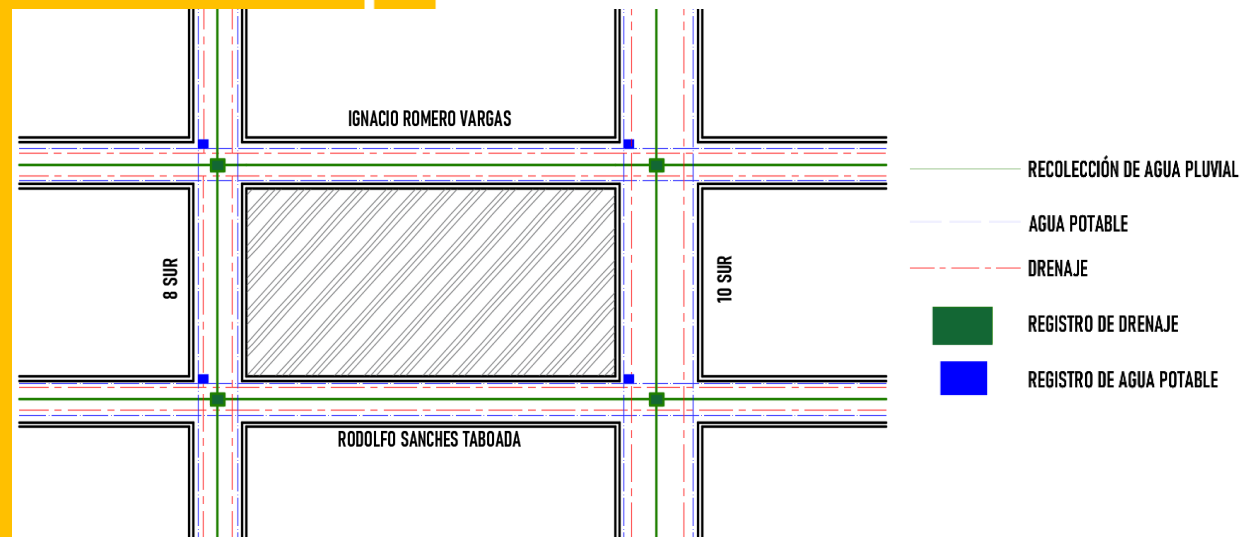 IGNACIO ROMERO VARGAS
8 SUR
10 SUR
RODOLFO SANCHES TABOADA
RECOLECCIÓN DE AGUA PLUVIAL
AGUA POTABLE
DRENAJE
REGISTRO DE DRENAJE
REGISTRO DE AGUA POTABLE